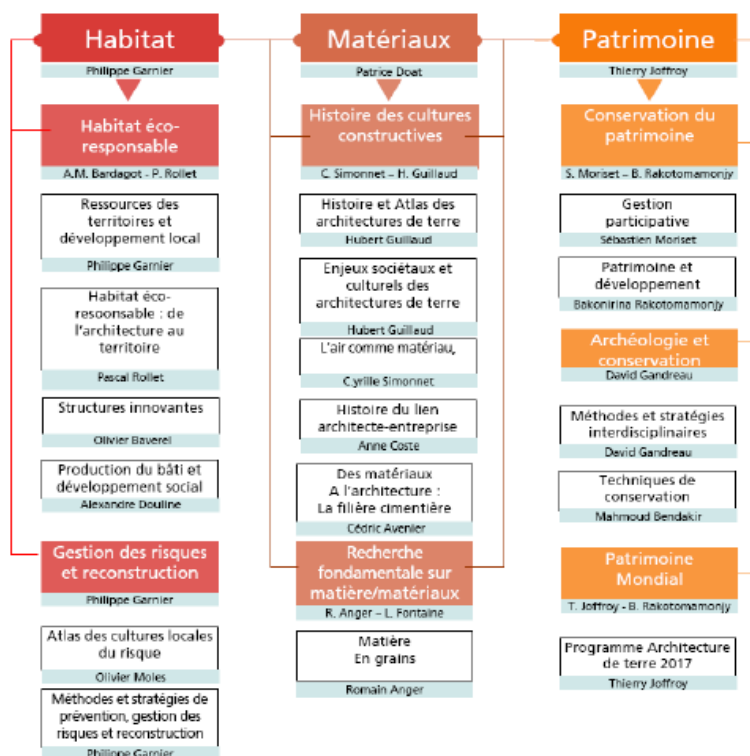 Habitat
Philippe Garnier
Habitat éco-
responsable
A.M. Bardagot - P. Rollet
Ressources des
territoires et
développement local
Philippe Garnier
Habitat éco-
resoonsable : de
l'architecture au
territoire
Pascal Rollet
Structures innovantes
Olivier Baverel
Production du bâti et
développement social
Alexandre Douline
Gestion des risques
et reconstruction
Philippe Garnier
Atlas des cultures locales
du risque
Olivier Moles
Méthodes et stratégies de
prévention, gestion des
risques et reconstruction
Philippe Garnier
Matériaux
Patrice Doat
Histoire des cultures
constructives
C. Simonnet – H. Guillaud
Histoire et Atlas des
architectures de terre
Hubert Guillaud
Enjeux sociétaux et
culturels des
architectures de terre
Hubert Guillaud
L'air comme matériau,
C.yrille Simonnet
Histoire du lien
architecte-entreprise
Anne Coste
Des matériaux
A l'architecture :
La filière cimentière
Cédric Avenier
Recherche
fondamentale sur
matière/matériaux
R. Anger – L. Fontaine
Matière
En grains
Romain Anger
Patrimoine
Thierry Joffroy
Conservation du
patrimoine
S. Moriset – B. Rakotomamonjy
Gestion
participative
Sébastien Moriset
Patrimoine et
développement
Bakonirina Rakotomamonjy
Archéologie et
conservation
David Gandreau
Méthodes et stratégies
interdisciplinaires
David Gandreau
Techniques de
conservation
Mahmoud Bendakir
Patrimoine
Mondial
T. Joffroy - B. Rakotomamonjy
Programme Architecture
de terre 2017
Thierry Joffroy